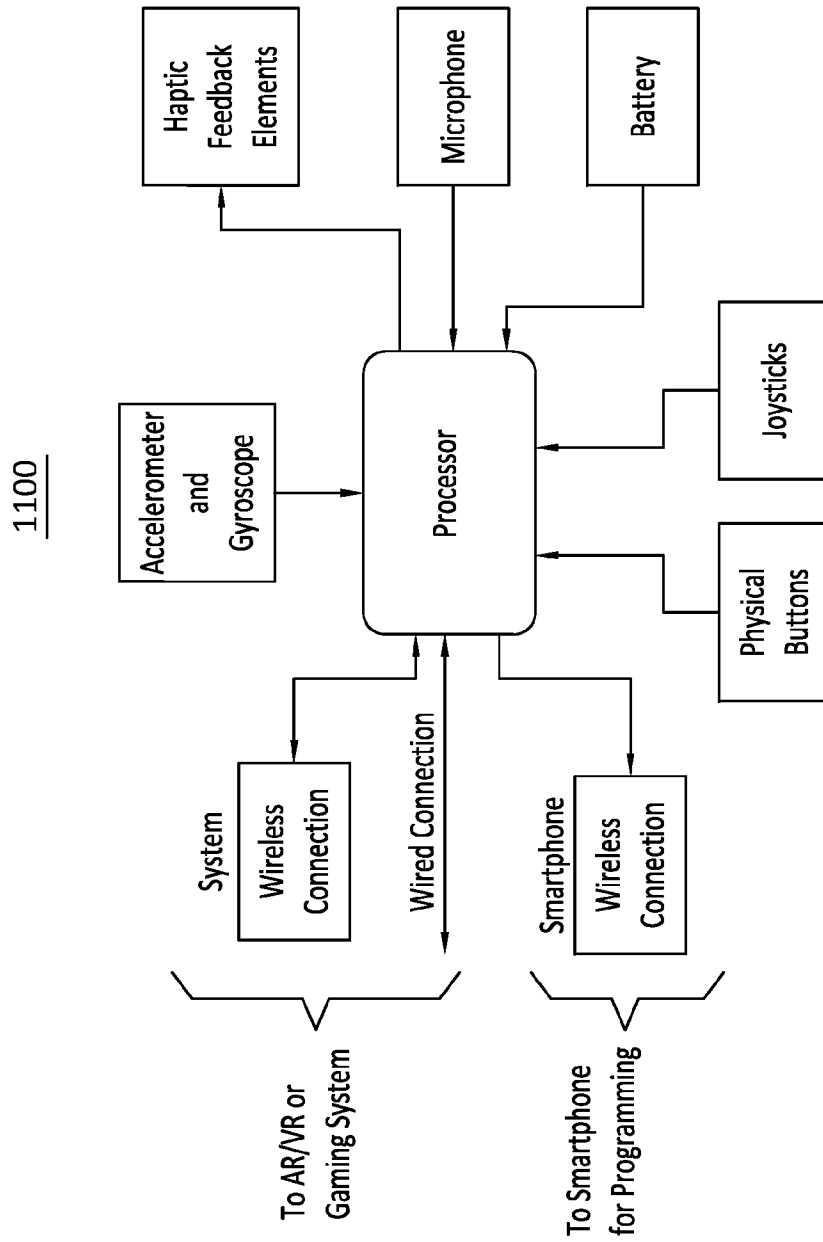 1100
Accelerometer
and
Gyroscope
Haptic
Feedback
Elements
System
Wireless
Connection
To AR/VR or
Gaming System
Wired Connection
Processor
Microphone
Smartphone
Wireless
Connection
To Smartphone
for Programming
Battery
Physical
Buttons
Joysticks